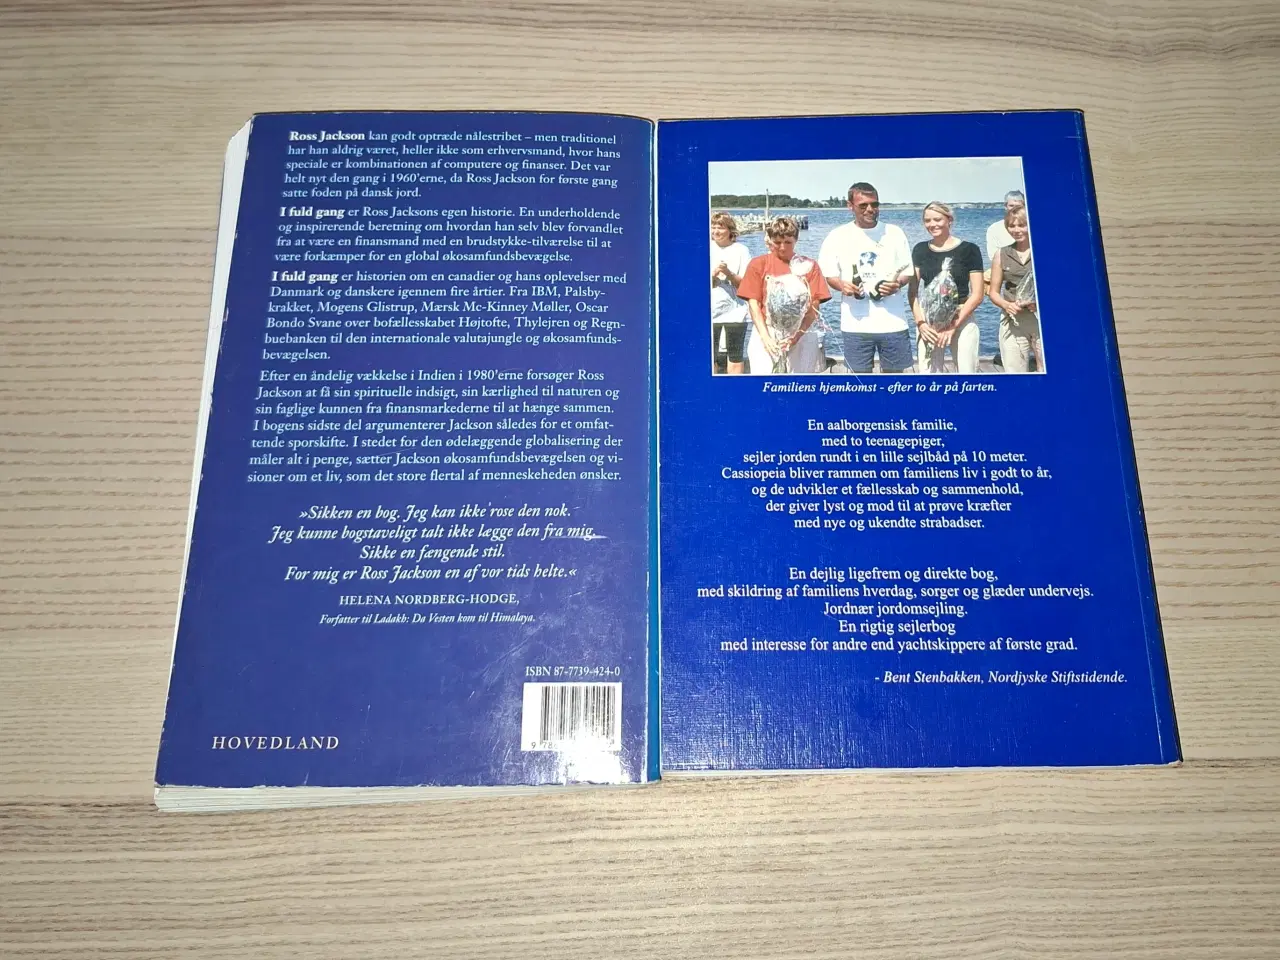 Ross Jackson kan godt optræde nålestribet – men traditionel
har han aldrig været, heller ikke som erhvervsmand, hvor hans
speciale er kombinationen af computere og finanser. Det var
helt nyt den gang i 1960'erne, da Ross Jackson for første gang
satte foden på dansk jord.
I fuld gang er Ross Jacksons egen historie. En underholdende
og inspirerende beretning om hvordan han selv blev forvandlet
fra at være en finansmand med en brudstykke-tilværelse til at
være forkæmper for en global økosamfundsbevægelse.
I fuld gang er historien om en canadier og hans oplevelser med
Danmark og danskere igennem fire årtier. Fra IBM, Palsby-
krakket, Mogens Glistrup, Mærsk Mc-Kinney Møller, Oscar
Bondo Svane over bofællesskabet Højtofte, Thylejren og Regn-
buebanken til den internationale valutajungle og økosamfunds-
bevægelsen.
Efter en åndelig vækkelse i Indien i 1980'erne forsøger Ross
Jackson at få sin spirituelle indsigt, sin kærlighed til naturen og
sin faglige kunnen fra finansmarkederne til at hænge sammen.
I bogens sidste del argumenterer Jackson således for et omfat-
tende sporskifte. I stedet for den ødelæggende globalisering der
måler alt i penge, sætter Jackson økosamfundsbevægelsen og vi-
sioner om et liv, som det store flertal af menneskeheden ønsker.
»Sikken en bog. Jeg kan ikke rose den nok.
Jeg kunne bogstaveligt talt ikke lægge den fra mig.
Sikke en fængende stil.
For mig er Ross Jackson en af vor tids helte.«
HELENA NORDBERG-HODGE,
Forfatter til Ladakh: Da Vesten kom til Himalaya.
ISBN 87-7739-424-0
HOVEDLAND
Familiens hjemkomst - efter to år på farten.
En aalborgensisk familie,
med to teenagepiger,
sejler jorden rundt i en lille sejlbåd på 10 meter.
Cassiopeia bliver rammen om familiens liv i godt to år,
og de udvikler et fællesskab og sammenhold,
der giver lyst og mod til at prøve kræfter
med nye og ukendte strabadser.
En dejlig ligefrem og direkte bog,
med skildring af familiens hverdag, sorger og glæder undervejs.
Jordnær jordomsejling.
En rigtig sejlerbog
med interesse for andre end yachtskippere af første grad.
- Bent Stenbakken, Nordjyske Stiftstidende.